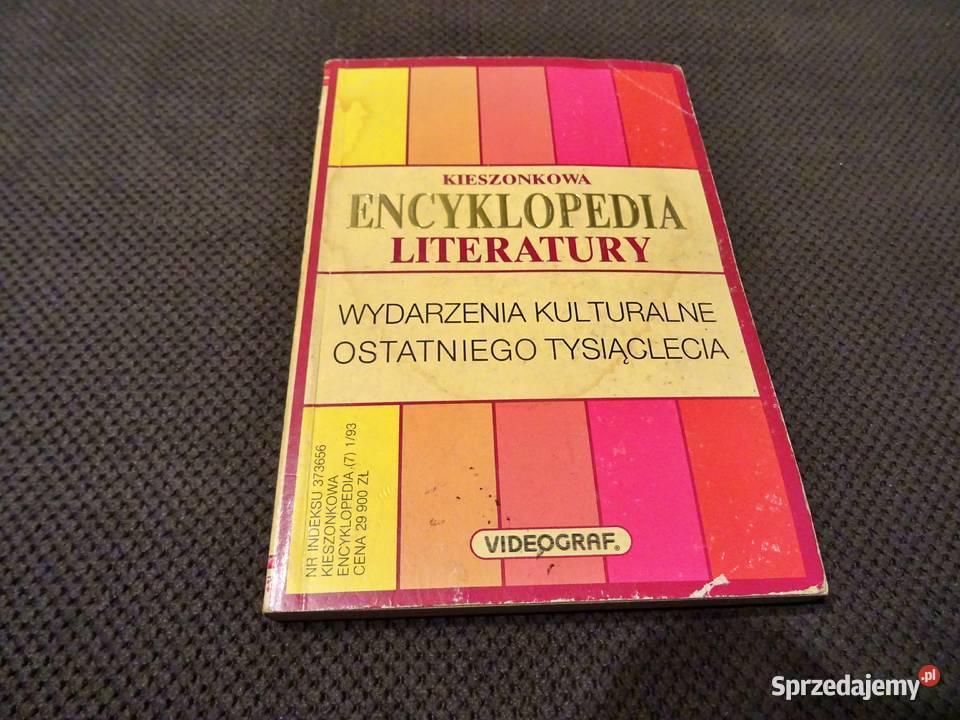 KIESZONKOWA
ENCYKLOPEDIA
LITERATURY
WYDARZENIA KULTURALNE
OSTATNIEGO TYSIĄCLECIA
NR INDEKSU 373656
KIESZONKOWA
ENCYKLOPEDIA (7) 1/93
CENA 29 900 ZŁ
VIDEOGRAF®
Sprzedajemy.pl